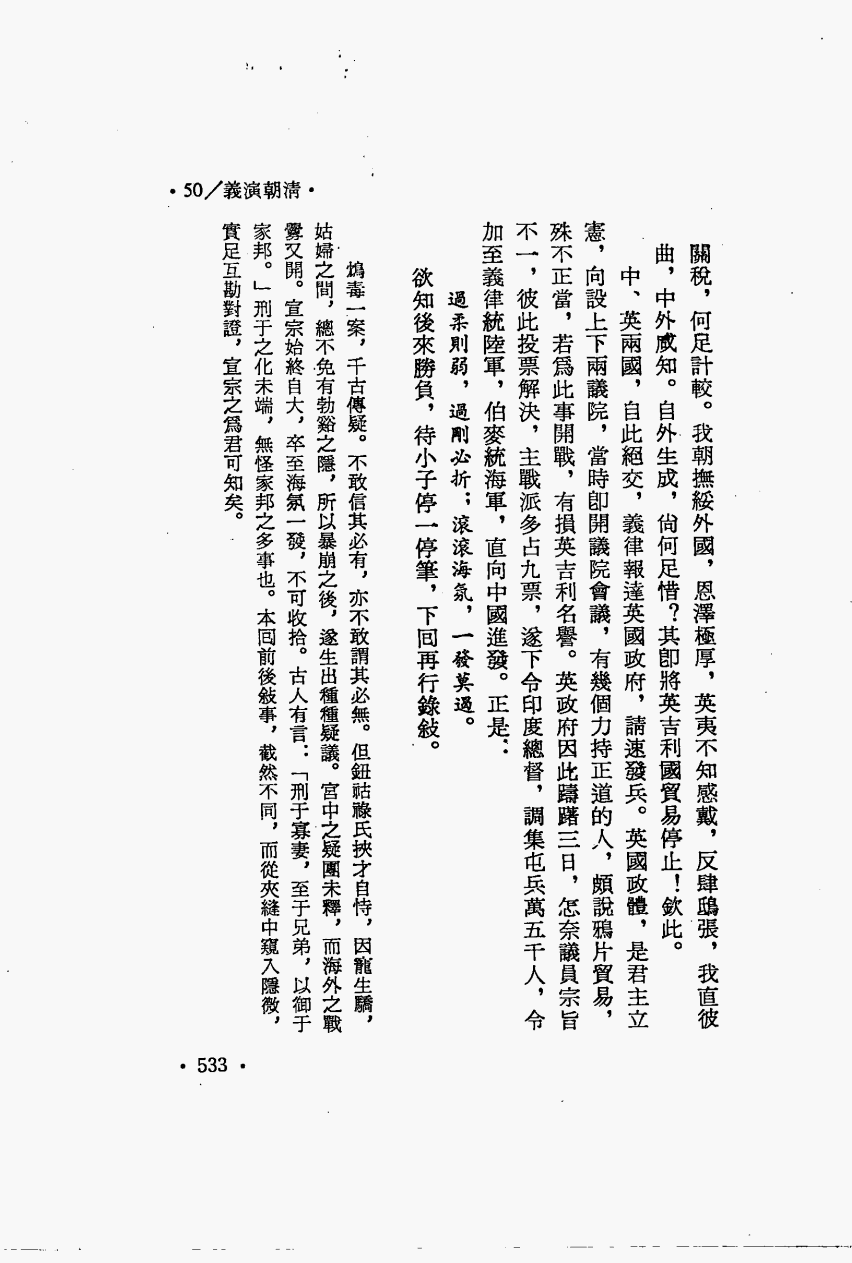 •50／義演朝清•
關稅，何足計較。我朝撫綏外國，恩澤極厚，英夷不知感戴，反肆鴟張，我直彼
曲，中外咸知。自外生成，尙何足惜？其卽將英吉利國貿易停止！欽此。
中、英兩國，自此絕交，義律報達英國政府，請速發兵。英國政體，是君主立
憲，向設上下兩議院，當時卽開議院會議，有幾個力持正道的人，頗說鴉片貿易，
殊不正當，若爲此事開戰，有損英吉利名譽。英政府因此躊躇三日，怎奈議員宗旨
不一，彼此投票解決，主戰派多占九票，遂下令印度總督，調集屯兵萬五千人，令
加至義律統陸軍，伯麥統海軍，直向中國進發。正是：
過柔則弱，過剛必折；滾滾海氛，一發莫遏。
欲知後來勝負，待小子停一停筆，下囘再行錄敍。
鴆毒一案，千古傳疑。不敢信其必有，亦不敢謂其必無。但鈕祜祿氏挾才自恃，因寵生驕，
姑婦之間，總不免有勃谿之隱，所以暴崩之後，遂生出種種疑議。宮中之疑團未釋，而海外之戰
釁又開。宣宗始終自大，卒至海氛一發，不可收拾。古人有言：「刑于寡妻，至于兄弟，以御于
家邦。」刑于之化未端，無怪家邦之多事也。本囘前後敍事，截然不同，而從夾縫中窺入隱微，
實足互勘對證，宣宗之爲君可知矣。
•533•